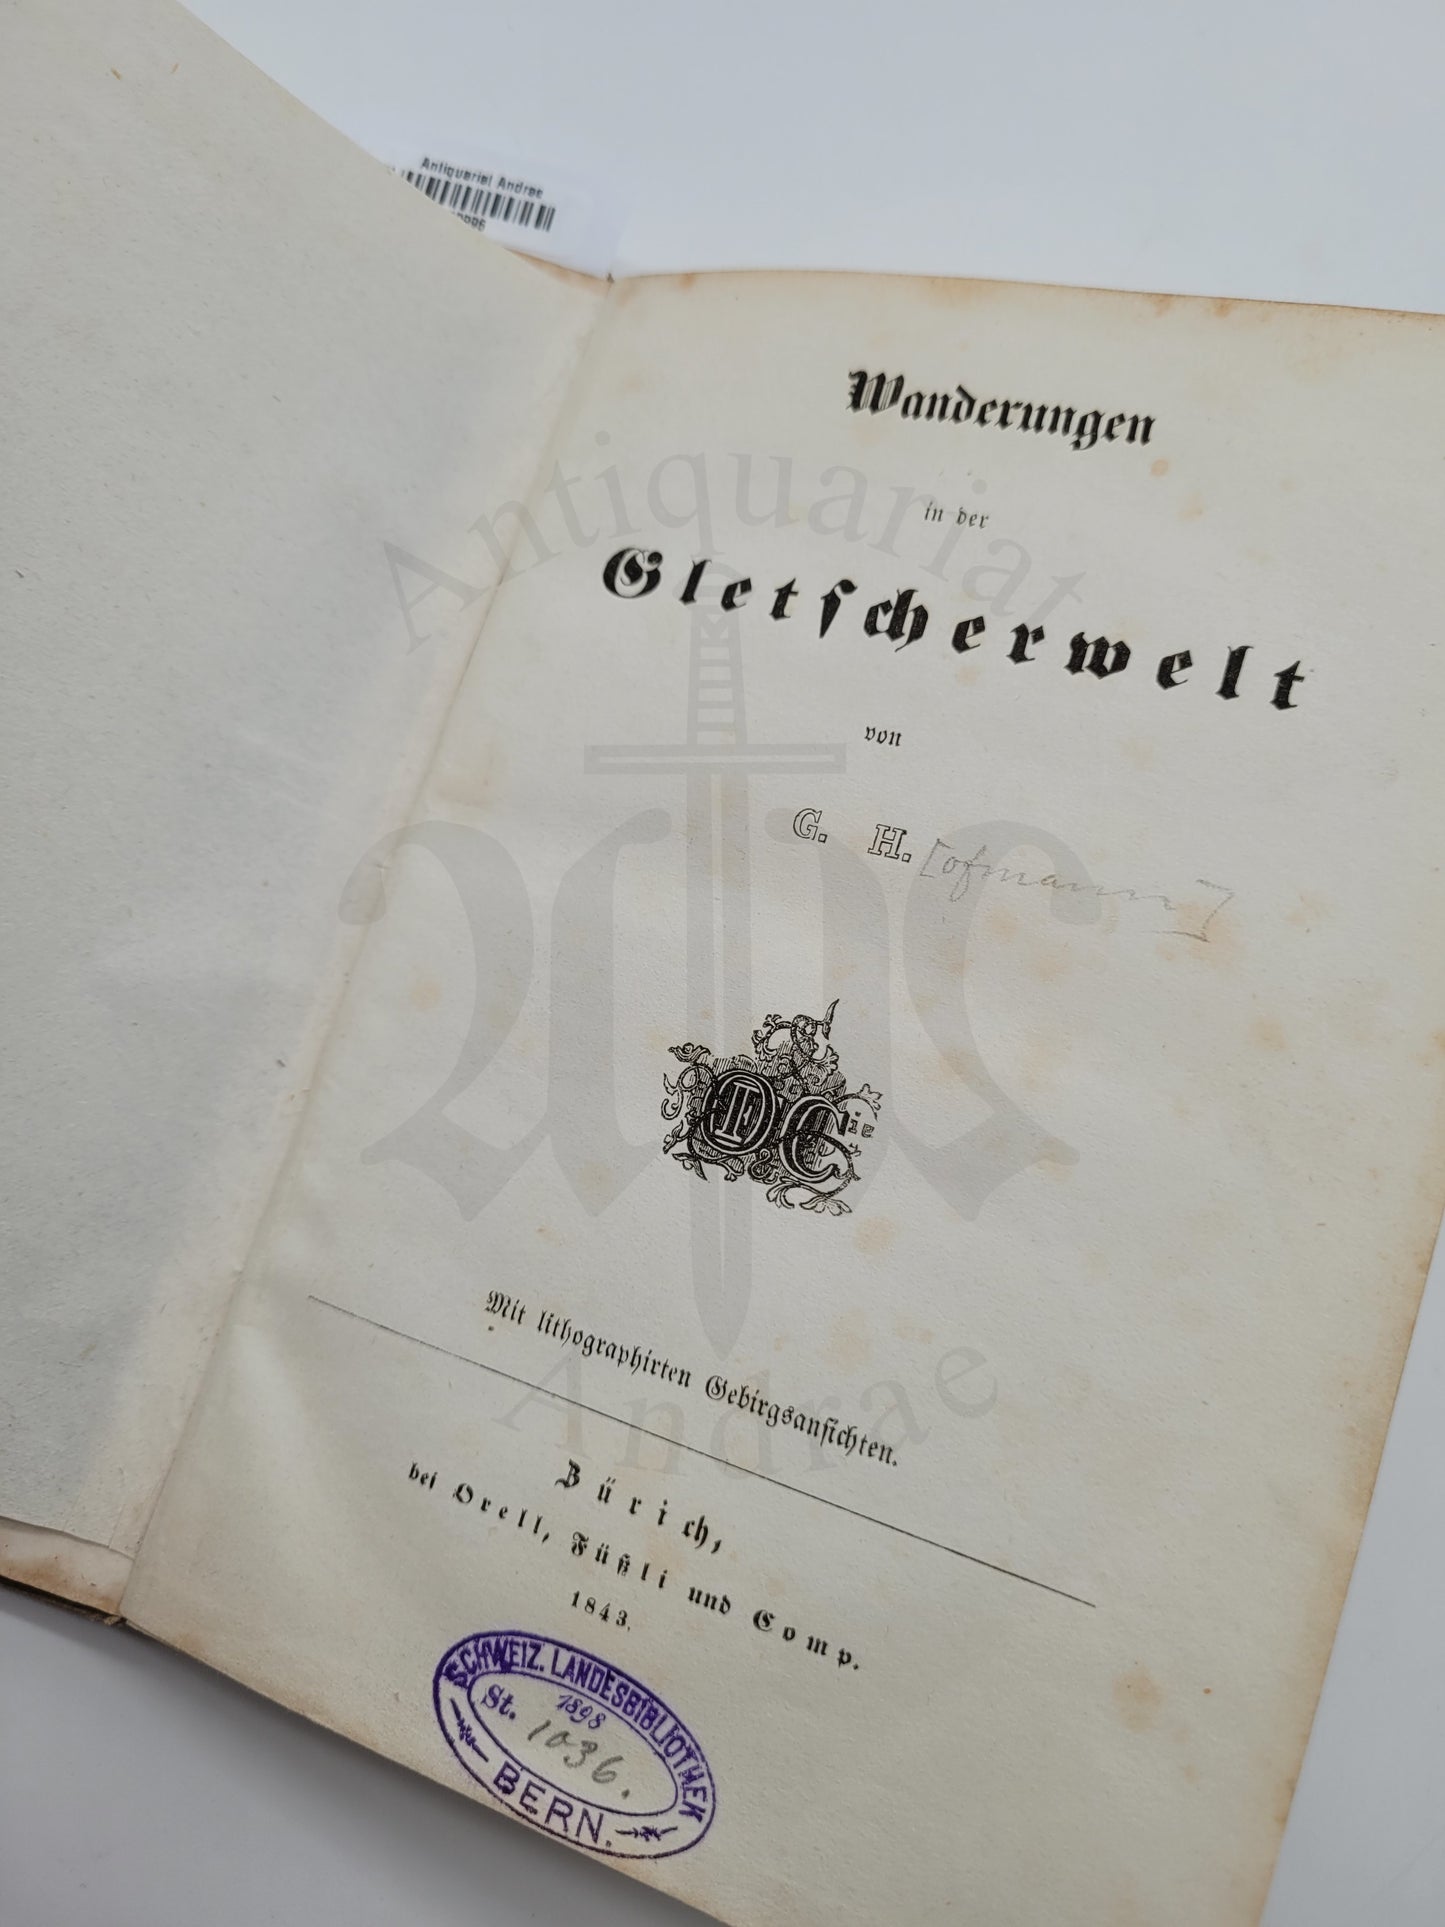 Antiquariat Andrae
Wanderungen
in der
Gletscherwelt
von
G. H. [ofmann]
O F & Cie
Mit lithographirten Gebirgsansichten.
Zürich,
bei Orell, Füßli und Comp.
1843.
SCHWEIZ. LANDESBIBLIOTHEK
1898
St. 1036.
BERN.
Antiquariat
Andrae